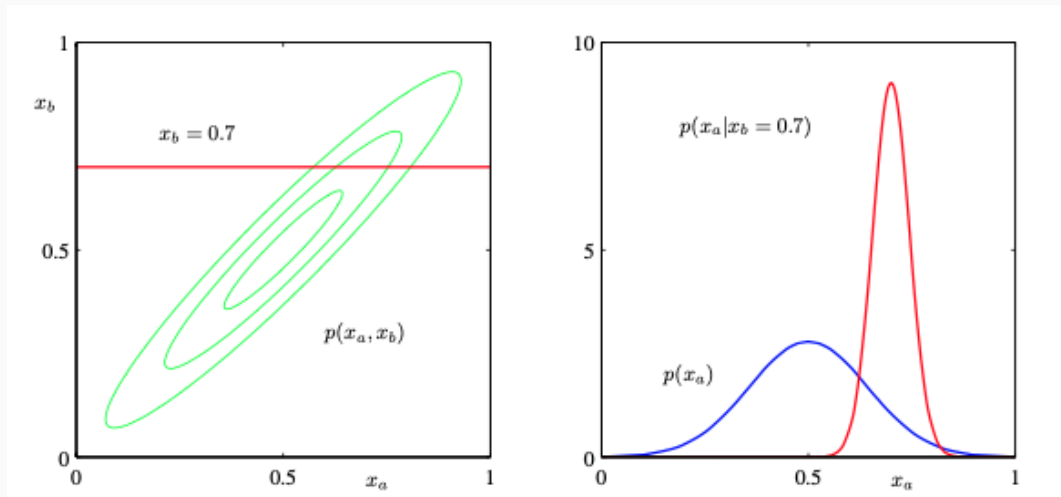 1
x_b
x_b = 0.7
0.5
p(x_a, x_b)
0
0
0.5
x_a
1
10
p(x_a|x_b = 0.7)
5
p(x_a)
0
0
0.5
x_a
1